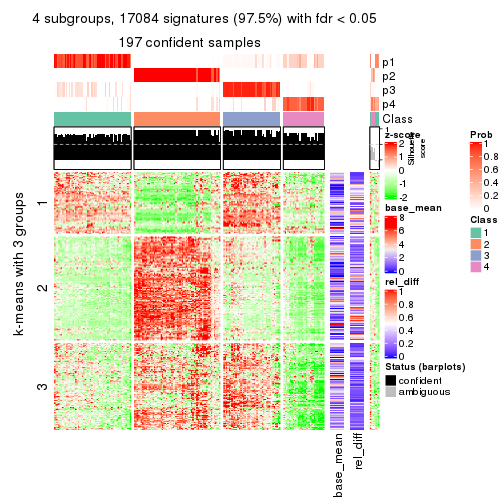 4 subgroups, 17084 signatures (97.5%) with fdr < 0.05
197 confident samples
p1
p2
p3
p4
Class
1
Silhouette
score
k-means with 3 groups
1
2
3
base_mean
rel_diff
z-score
2
1
0
-1
-2
base_mean
8
6
4
2
0
rel_diff
1
0.8
0.6
0.4
0.2
0
Status (barplots)
confident
ambiguous
Prob
1
0.8
0.6
0.4
0.2
0
Class
1
2
3
4